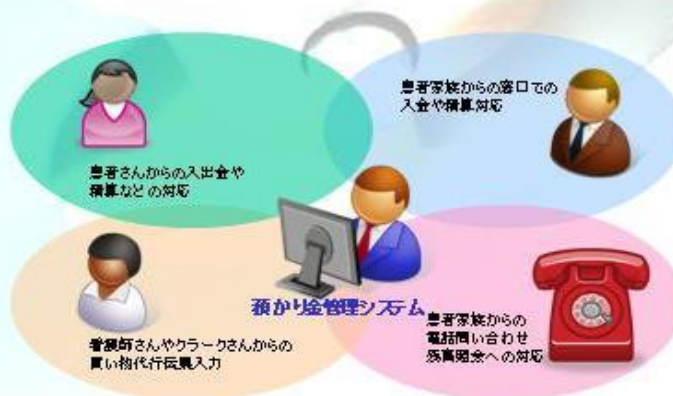 患者さんからの入出金や
精算などの対応
患者家族からの窓口での
入金や精算対応
預かり金管理システム
看護師さんやクラークさんからの
買い物代行伝票入力
患者家族からの
電話問い合わせ
残高照会への対応